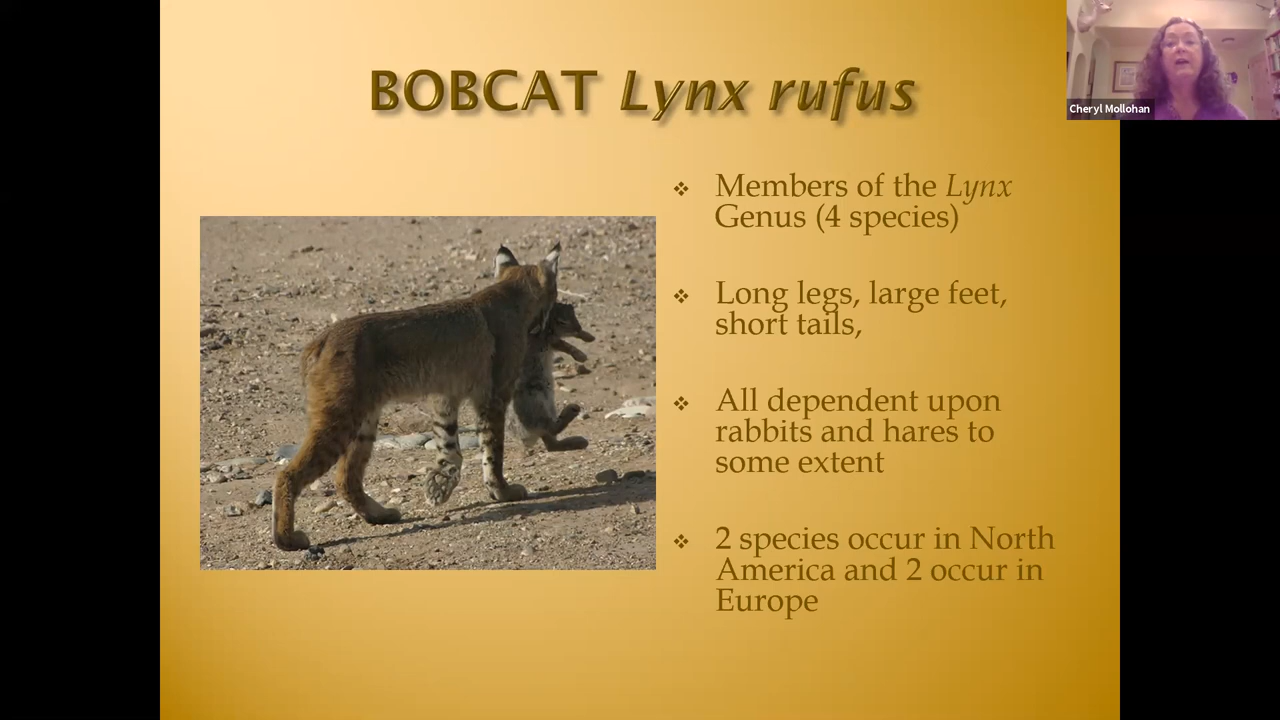 BOBCAT Lynx rufus
Cheryl Mollohan
❖ Members of the Lynx
Genus (4 species)
❖ Long legs, large feet,
short tails,
❖ All dependent upon
rabbits and hares to
some extent
❖ 2 species occur in North
America and 2 occur in
Europe